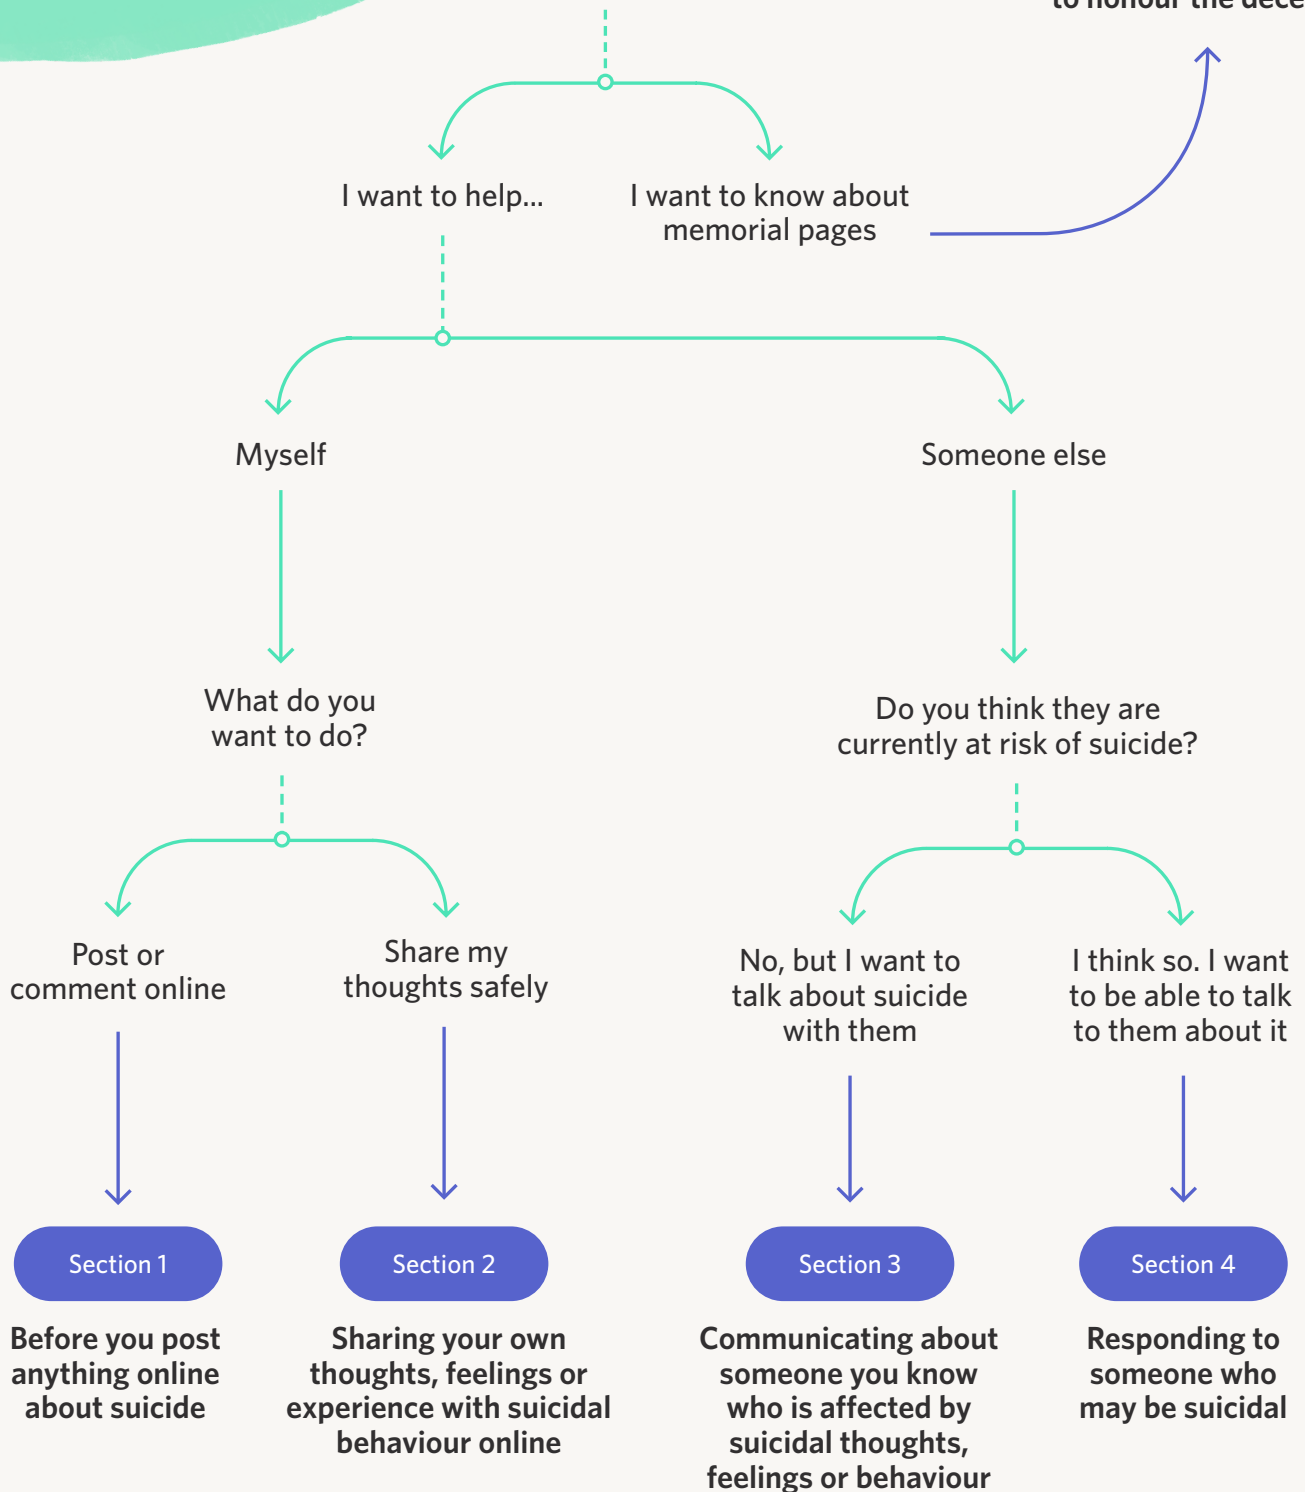 to honour the dece
I want to help...
I want to know about
memorial pages
Myself
Someone else
What do you
want to do?
Do you think they are
currently at risk of suicide?
Post or
comment online
Share my
thoughts safely
No, but I want to
talk about suicide
with them
I think so. I want
to be able to talk
to them about it
Section 1
Section 2
Section 3
Section 4
Before you post
anything online
about suicide
Sharing your own
thoughts, feelings or
experience with suicidal
behaviour online
Communicating about
someone you know
who is affected by
suicidal thoughts,
feelings or behaviour
Responding to
someone who
may be suicidal